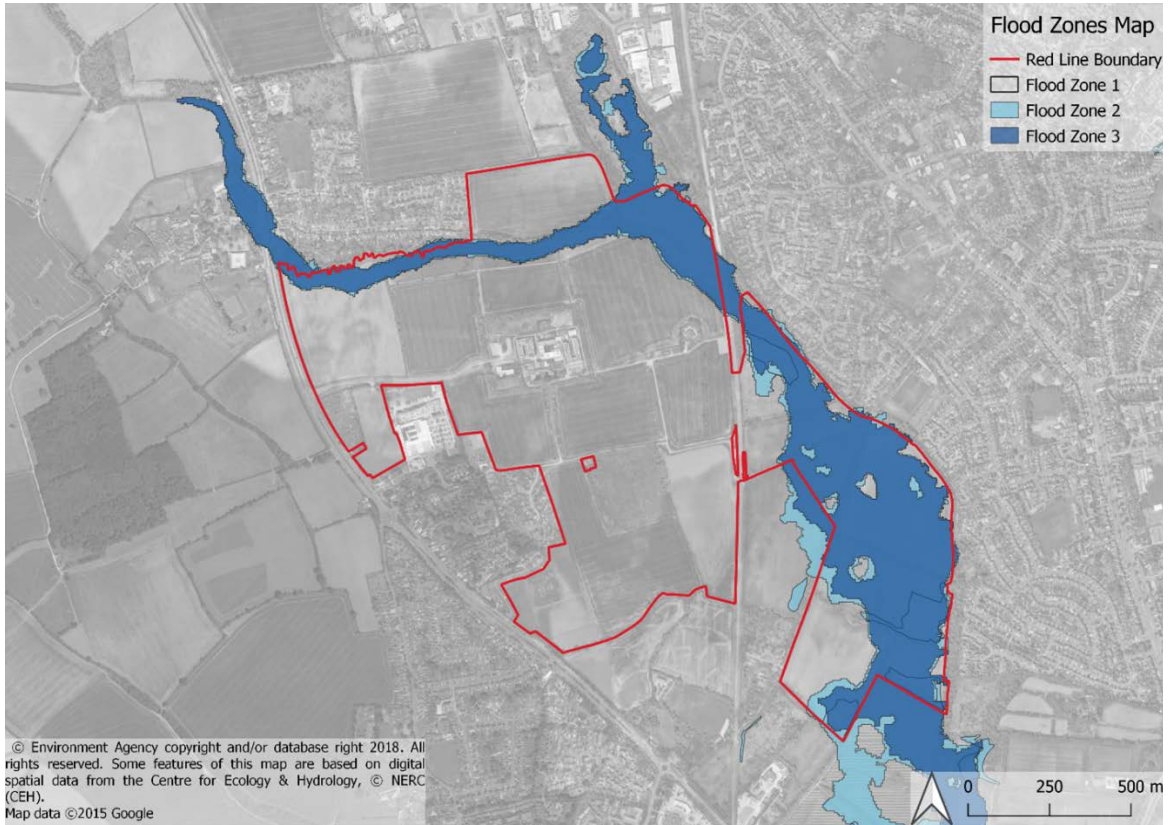 Flood Zones Map
Red Line Boundary
Flood Zone 1
Flood Zone 2
Flood Zone 3
© Environment Agency copyright and/or database right 2018. All
rights reserved. Some features of this map are based on digital
spatial data from the Centre for Ecology & Hydrology, © NERC
(CEH).
Map data ©2015 Google
0 250 500 m